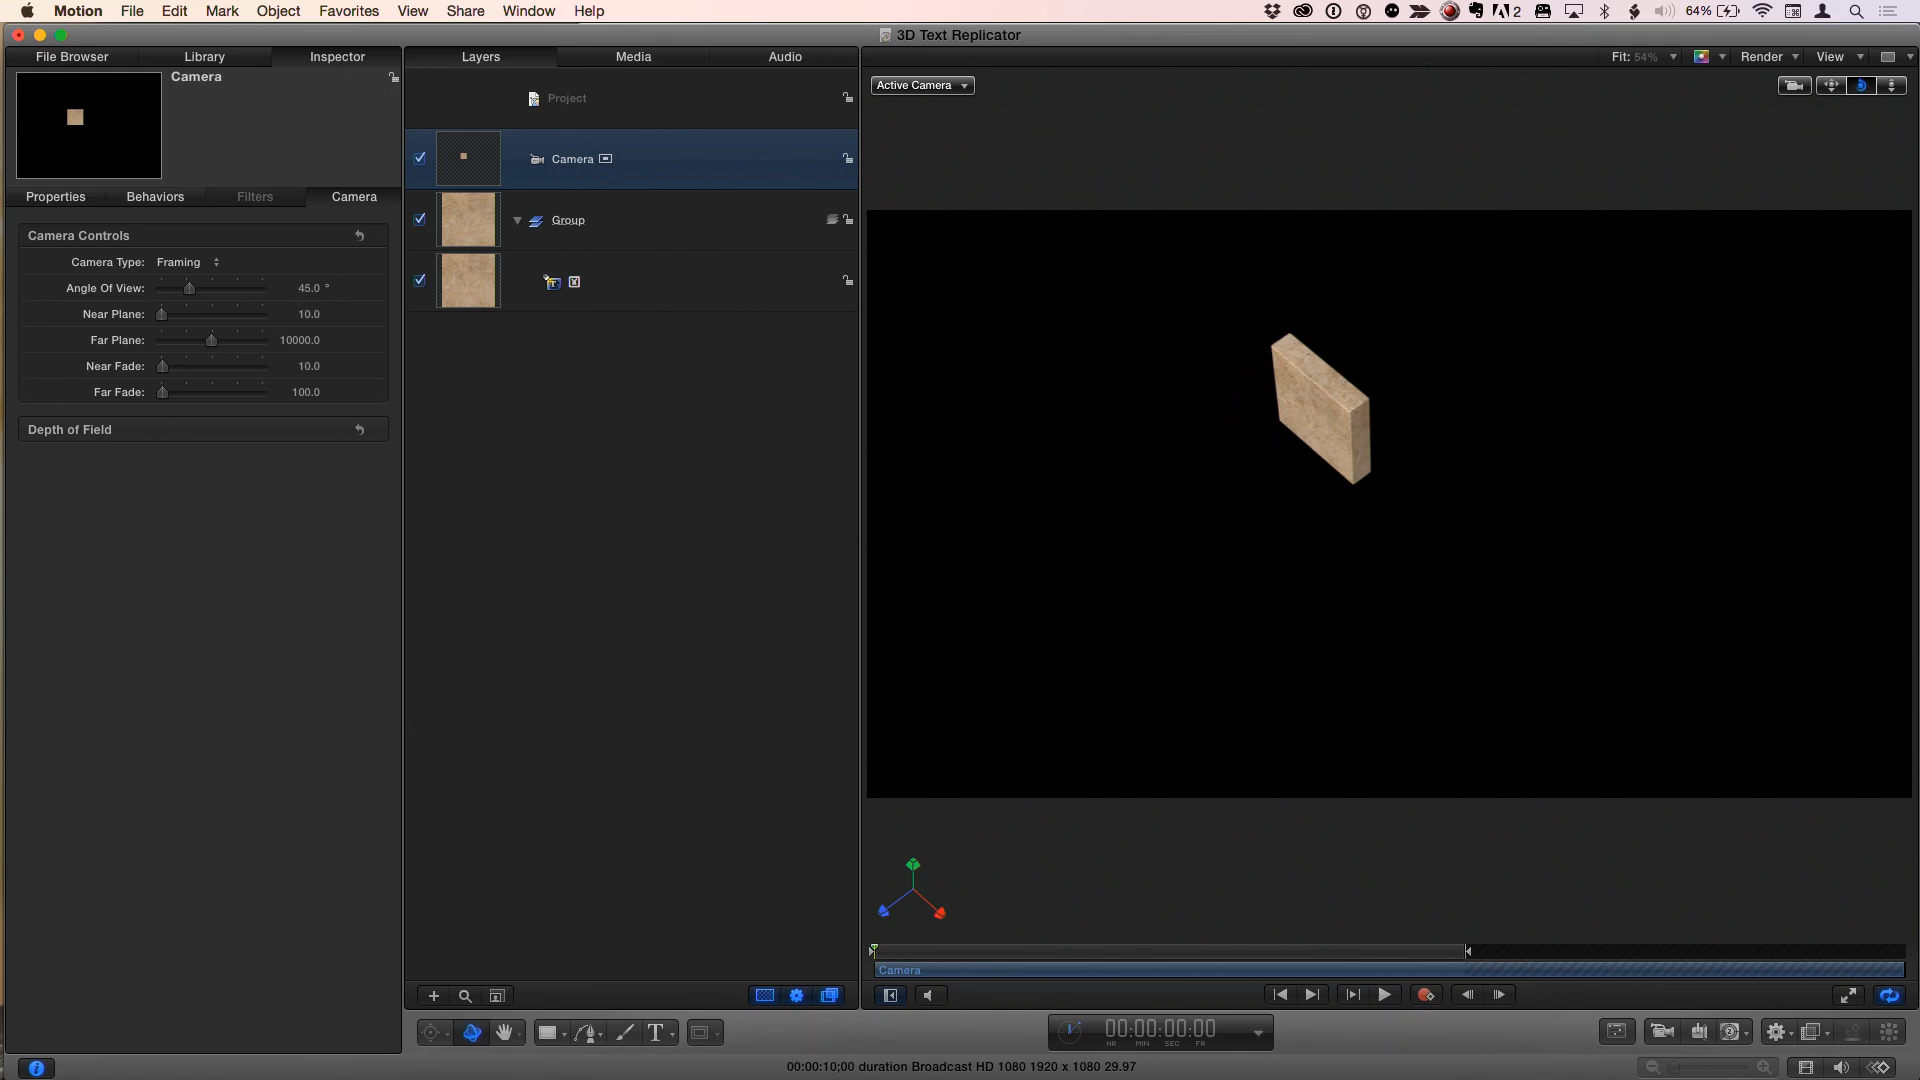 Motion File Edit Mark Object Favorites View Share Window Help
2 64%
3D Text Replicator
File Browser Library Inspector
Layers Media Audio
Fit: 54% Render View
Camera
Active Camera
Project
Camera
Properties Behaviors Filters Camera
Group
Camera Controls
Camera Type: Framing
Angle Of View: 45.0 °
Near Plane: 10.0
Far Plane: 10000.0
Near Fade: 10.0
Far Fade: 100.0
Depth of Field
Camera
T
00:00:00:00
HR MIN SEC FR
00:00:10;00 duration Broadcast HD 1080 1920 x 1080 29.97